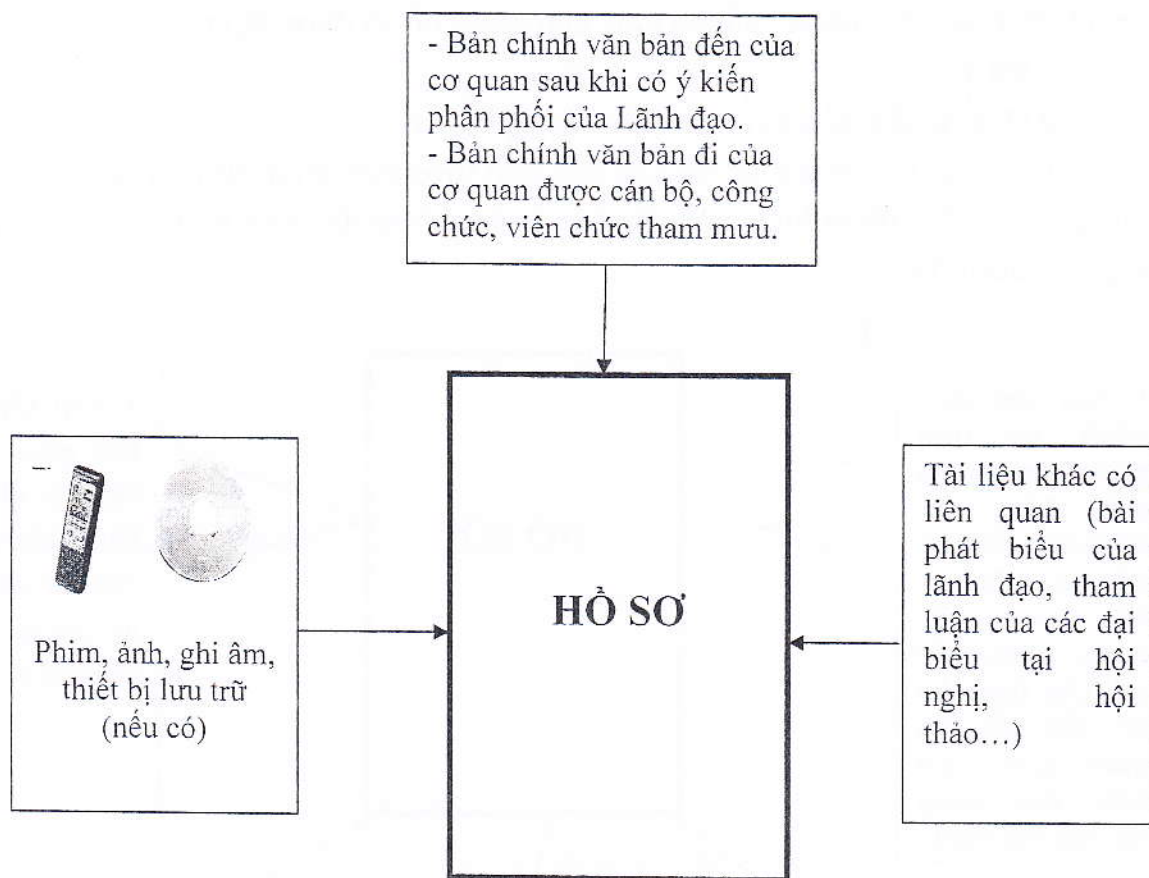 - Bản chính văn bản đến của
cơ quan sau khi có ý kiến
phân phối của Lãnh đạo.
- Bản chính văn bản đi của
cơ quan được cán bộ, công
chức, viên chức tham mưu.
Phim, ảnh, ghi âm,
thiết bị lưu trữ
(nếu có)
HỒ SƠ
Tài liệu khác có
liên quan (bài
phát biểu của
lãnh đạo, tham
luận của các đại
biểu tại hội
nghị, hội
thảo…)